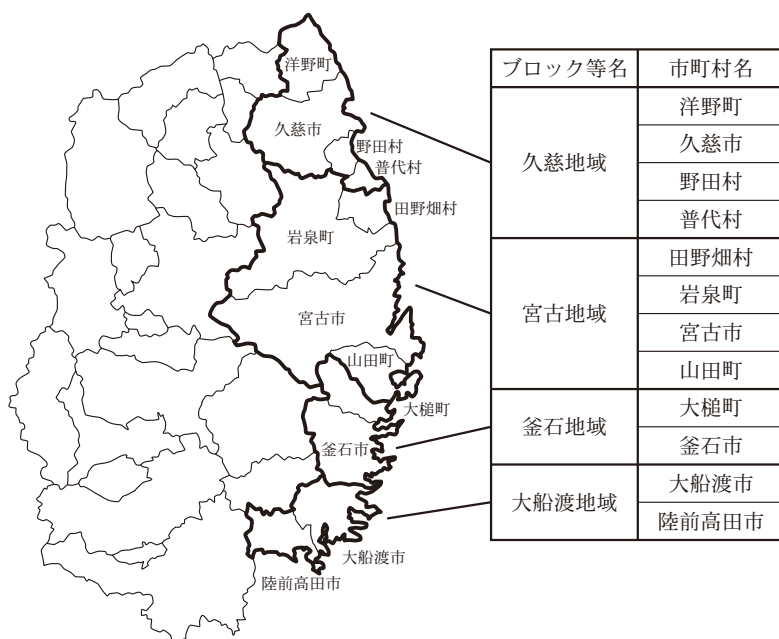 洋野町
久慈市
野田村
普代村
田野畑村
岩泉町
宮古市
山田町
大槌町
釜石市
大船渡市
陸前高田市
ブロック等名 市町村名
久慈地域
洋野町
久慈市
野田村
普代村
宮古地域
田野畑村
岩泉町
宮古市
山田町
釜石地域
大槌町
釜石市
大船渡地域
大船渡市
陸前高田市